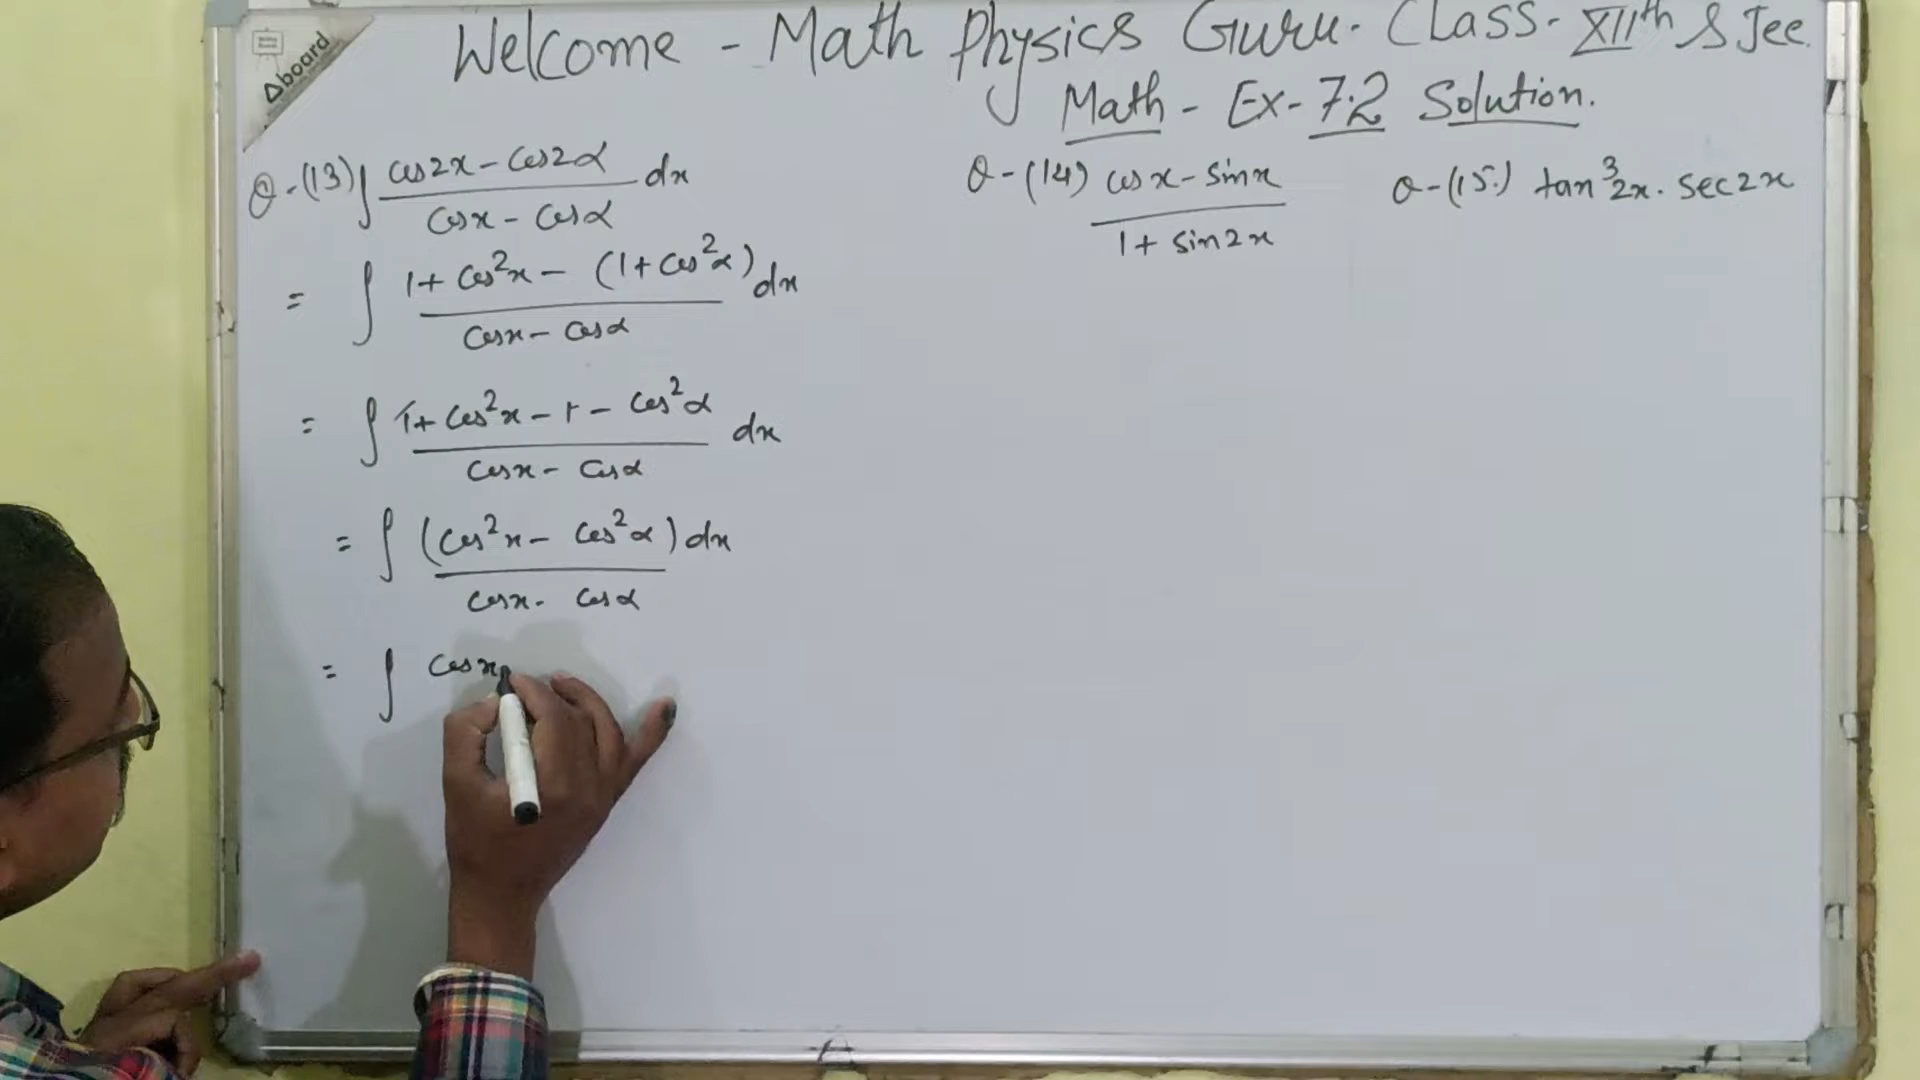 Welcome - Math Physics Guru. Class - XIIth & Jee.
Math - Ex - 7.2 Solution.
board
Q-(13) ∫ cos2x - cos2α / cosx - cosα dx
= ∫ 1 + cos²x - (1 + cos²α) / cosx - cosα dx
= ∫ 1 + cos²x - 1 - cos²α / cosx - cosα dx
= ∫ (cos²x - cos²α) / cosx - cosα dx
= ∫ cosx
Q-(14) cosx - sinx / 1 + sin2x
Q-(15.) tan³2x. sec2x